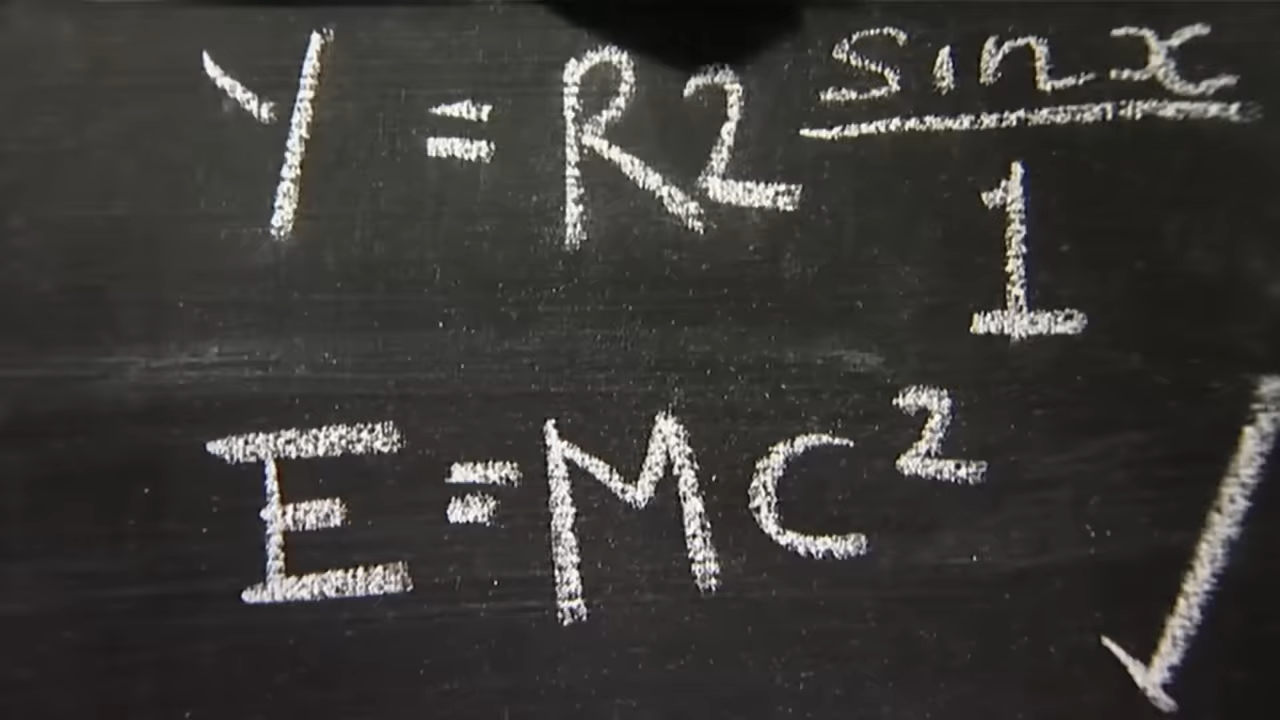 Y = R2 sinx/1
E=MC² √